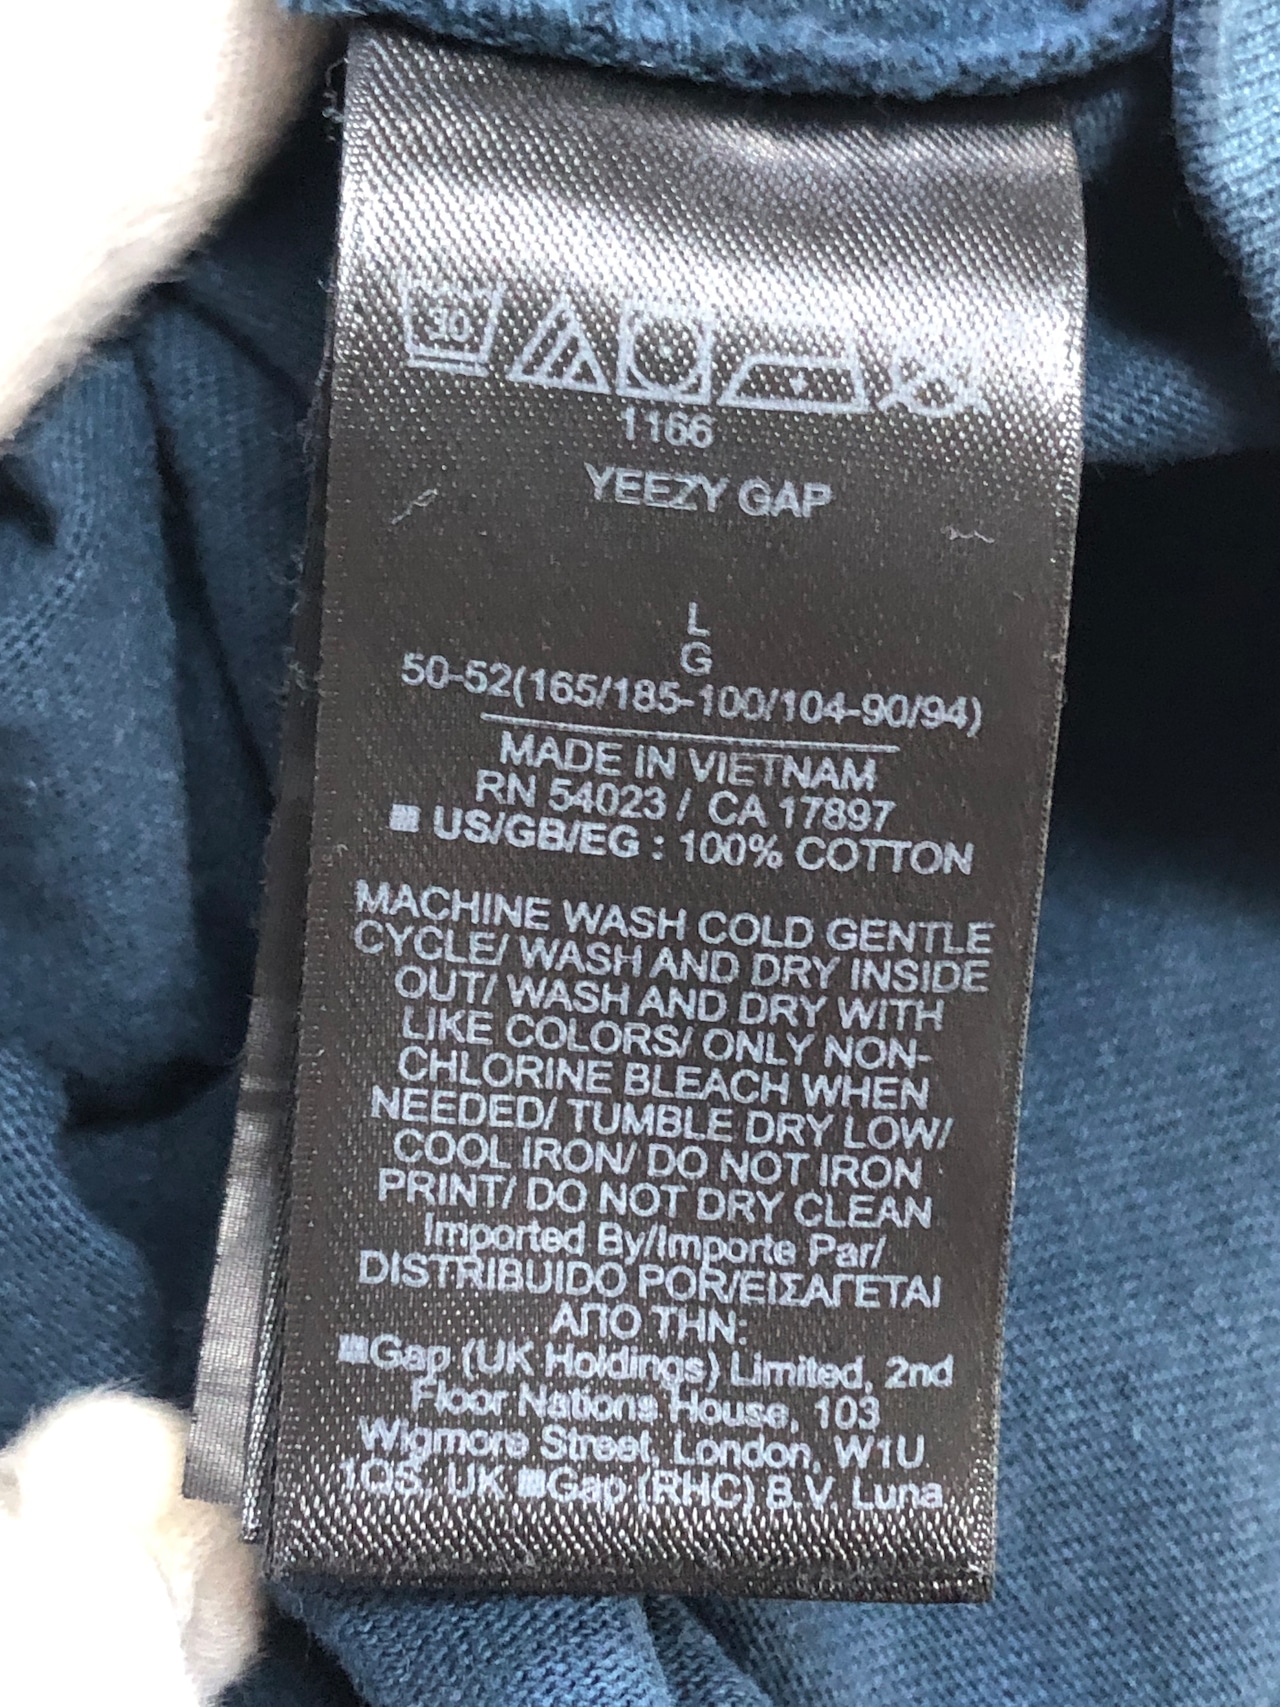 30
1166
YEEZY GAP
L
G
50-52(165/185-100/104-90/94)
MADE IN VIETNAM
RN 54023 / CA 17897
US/GB/EG : 100% COTTON
MACHINE WASH COLD GENTLE
CYCLE/ WASH AND DRY INSIDE
OUT/ WASH AND DRY WITH
LIKE COLORS/ ONLY NON-
CHLORINE BLEACH WHEN
NEEDED/ TUMBLE DRY LOW/
COOL IRON/ DO NOT IRON
PRINT/ DO NOT DRY CLEAN
Imported By/Importe Par/
DISTRIBUIDO POR/ΕΙΣΑΓΕΤΑΙ
ΑΠΟ ΤΗΝ:
Gap (UK Holdings) Limited, 2nd
Floor Nations House, 103
Wigmore Street, London, W1U
1QS, UK Gap (RHC) B.V. Luna